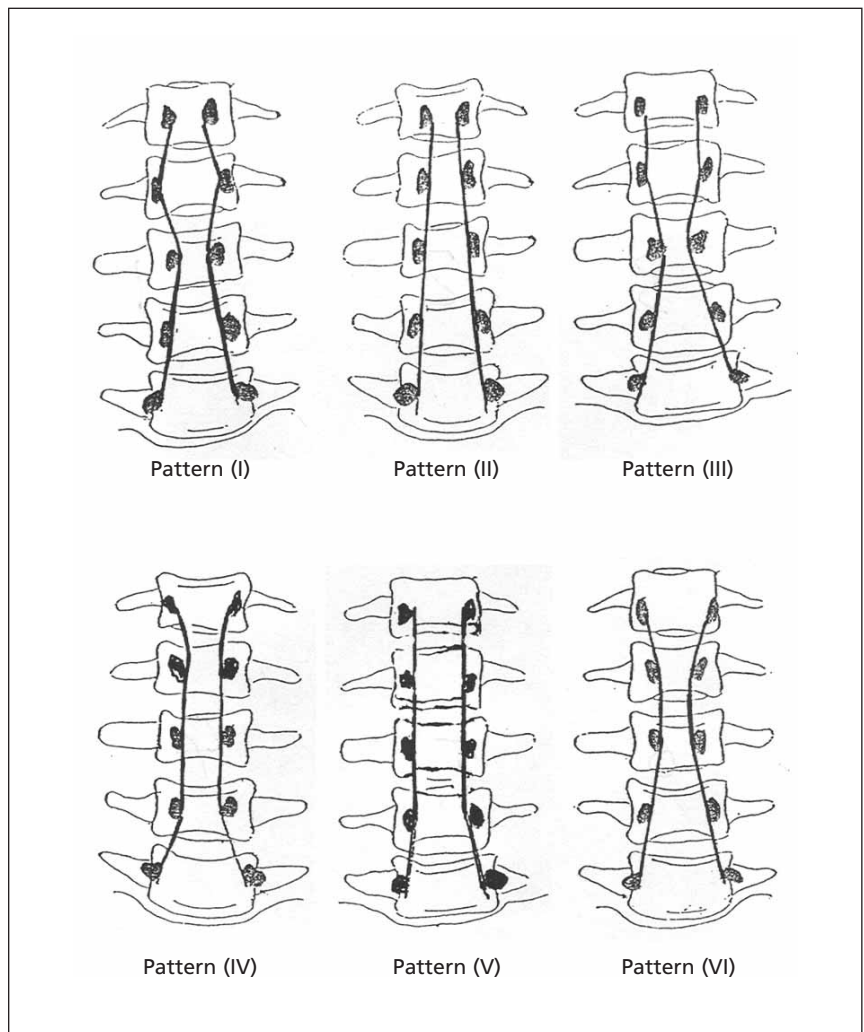 Pattern (I)
Pattern (II)
Pattern (III)
Pattern (IV)
Pattern (V)
Pattern (VI)